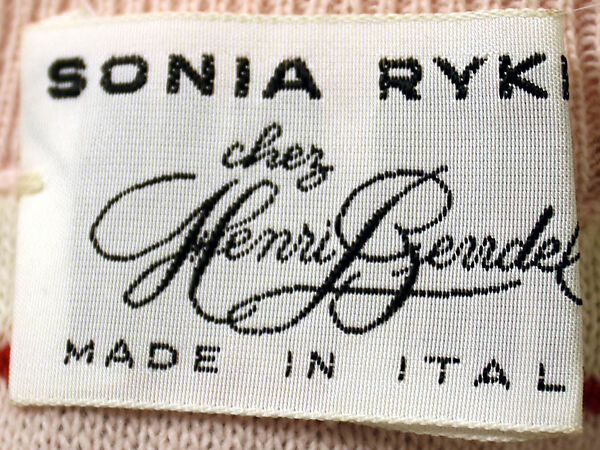 SONIA RYKI
chez
Henri Bendel
MADE IN ITAL